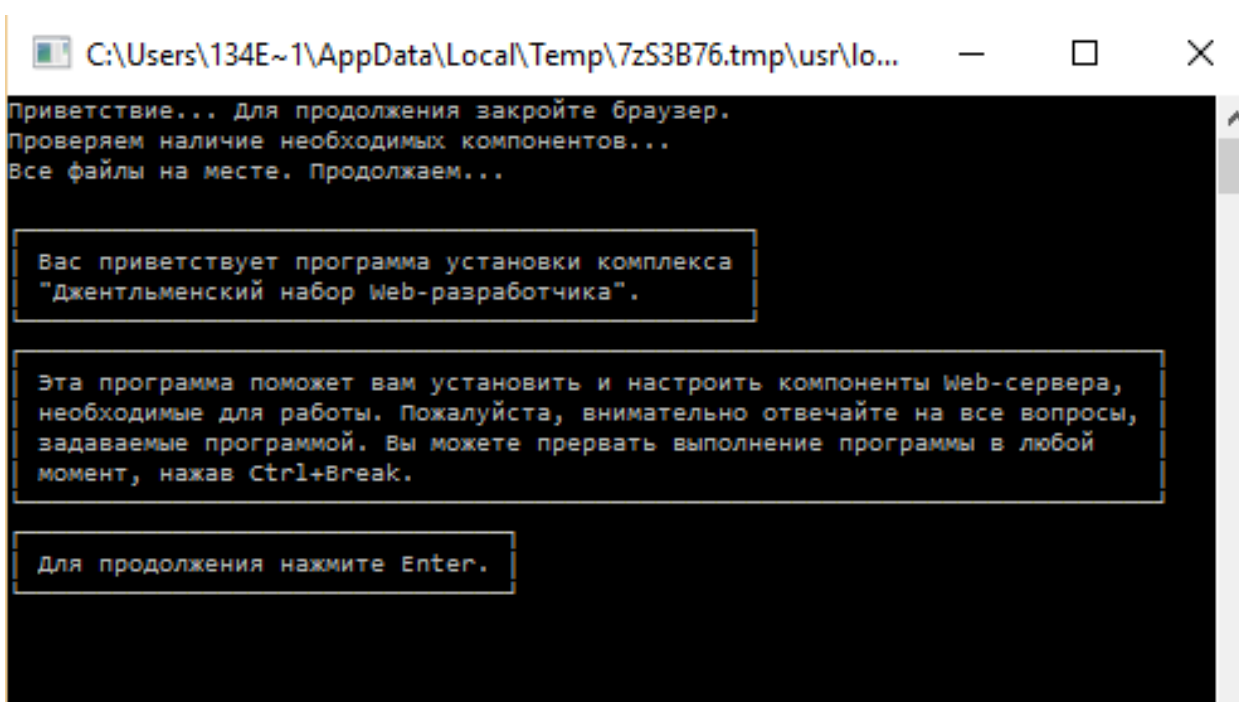 C:\Users\134E~1\AppData\Local\Temp\7zS3B76.tmp\usr\lo...
Приветствие... Для продолжения закройте браузер.
Проверяем наличие необходимых компонентов...
Все файлы на месте. Продолжаем...
Вас приветствует программа установки комплекса
"Джентльменский набор Web-разработчика".
Эта программа поможет вам установить и настроить компоненты Web-сервера,
необходимые для работы. Пожалуйста, внимательно отвечайте на все вопросы,
задаваемые программой. Вы можете прервать выполнение программы в любой
момент, нажав Ctrl+Break.
Для продолжения нажмите Enter.